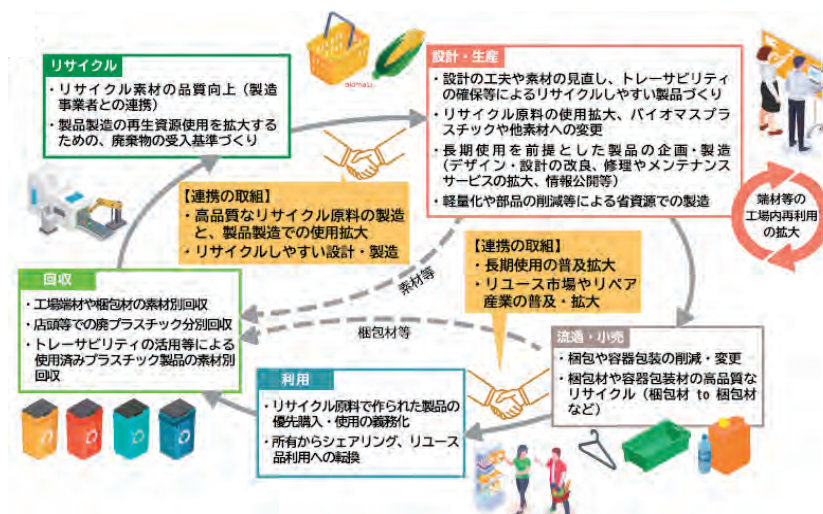 リサイクル
・リサイクル素材の品質向上（製造
事業者との連携）
・製品製造の再生資源使用を拡大する
ための、廃棄物の受入基準づくり
設計・生産
・設計の工夫や素材の見直し、トレーサビリティ
の確保等によるリサイクルしやすい製品づくり
・リサイクル原料の使用拡大、バイオマスプラ
スチックや他素材への変更
・長期使用を前提とした製品の企画・製造
（デザイン・設計の改良、修理やメンテナンス
サービスの拡大、情報公開等）
・軽量化や部品の削減等による省資源での製造
端材等の
工場内再利用
の拡大
【連携の取組】
・高品質なリサイクル原料の製造
と、製品製造での使用拡大
・リサイクルしやすい設計・製造
【連携の取組】
・長期使用の普及拡大
・リユース市場やリペア
産業の普及・拡大
素材等
梱包材等
回収
・工場端材や梱包材の素材別回収
・店頭等での廃プラスチック分別回収
・トレーサビリティの活用等による
使用済みプラスチック製品の素材別
回収
流通・小売
・梱包や容器包装の削減・変更
・梱包材や容器包装材の高品質な
リサイクル（梱包材 to 梱包材
など）
利用
・リサイクル原料で作られた製品の
優先購入・使用の義務化
・所有からシェアリング、リユース
品利用への転換